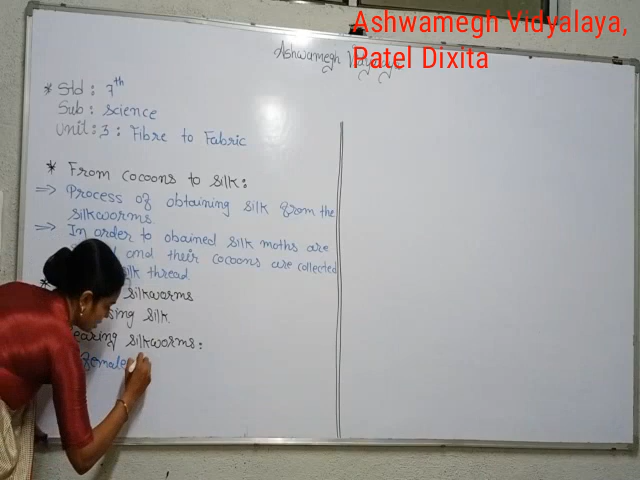 Ashwamegh Vidyalaya,
Patel Dixita
Ashwamegh
* Std : 7th
Sub : Science
Unit : 3 : Fibre to Fabric
* From cocoons to silk :
⇒ Process of obtaining silk from the
silkworms.
⇒ In order to obained silk moths are
and their cocoons are collected
silk thread.
silkworms
silk.
earing silkworms :
female